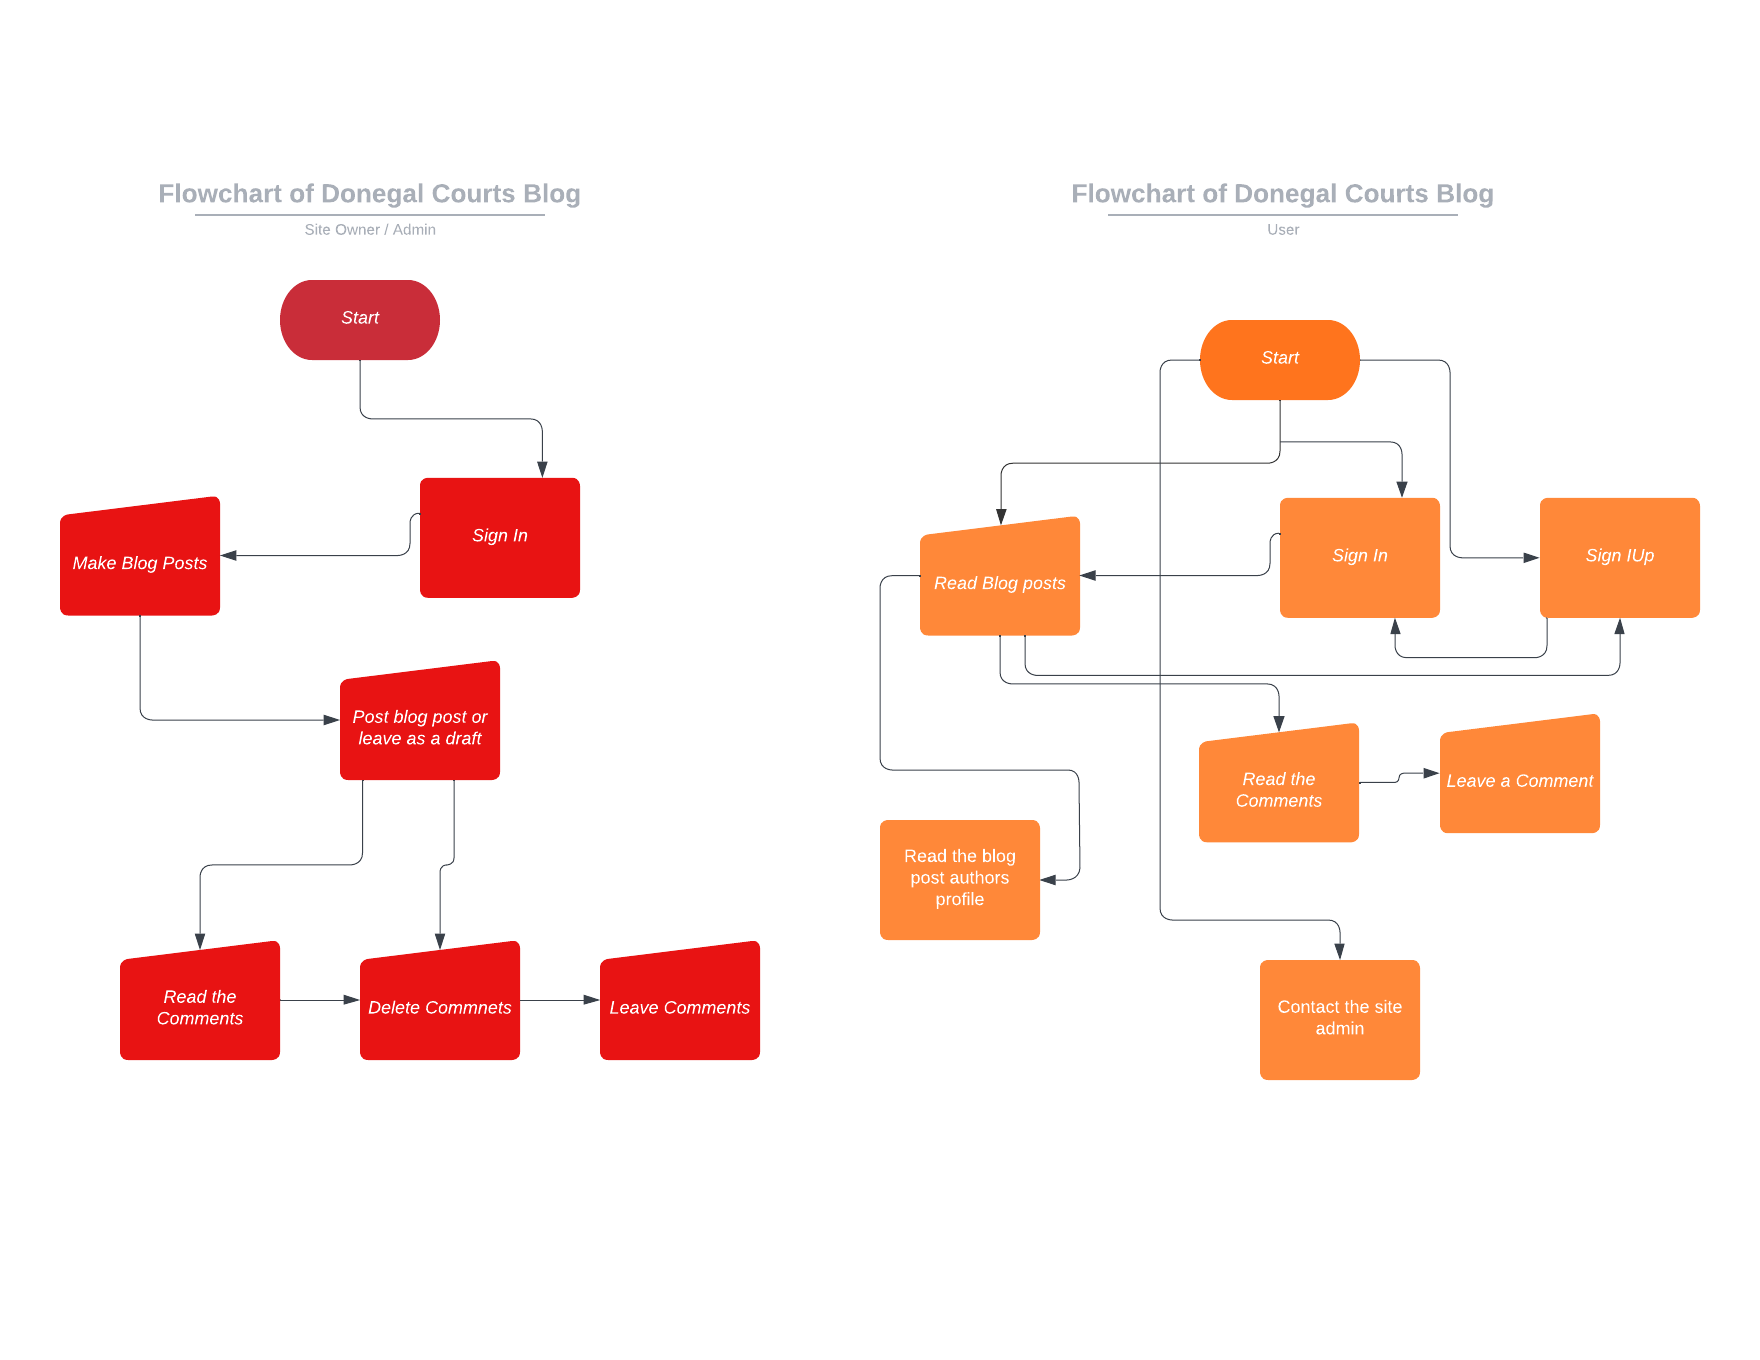 Flowchart of Donegal Courts Blog
Site Owner / Admin
Start
Sign In
Make Blog Posts
Post blog post or
leave as a draft
Read the
Comments
Delete Commnets
Leave Comments
Flowchart of Donegal Courts Blog
User
Start
Read Blog posts
Sign In
Sign IUp
Read the
Comments
Leave a Comment
Read the blog
post authors
profile
Contact the site
admin